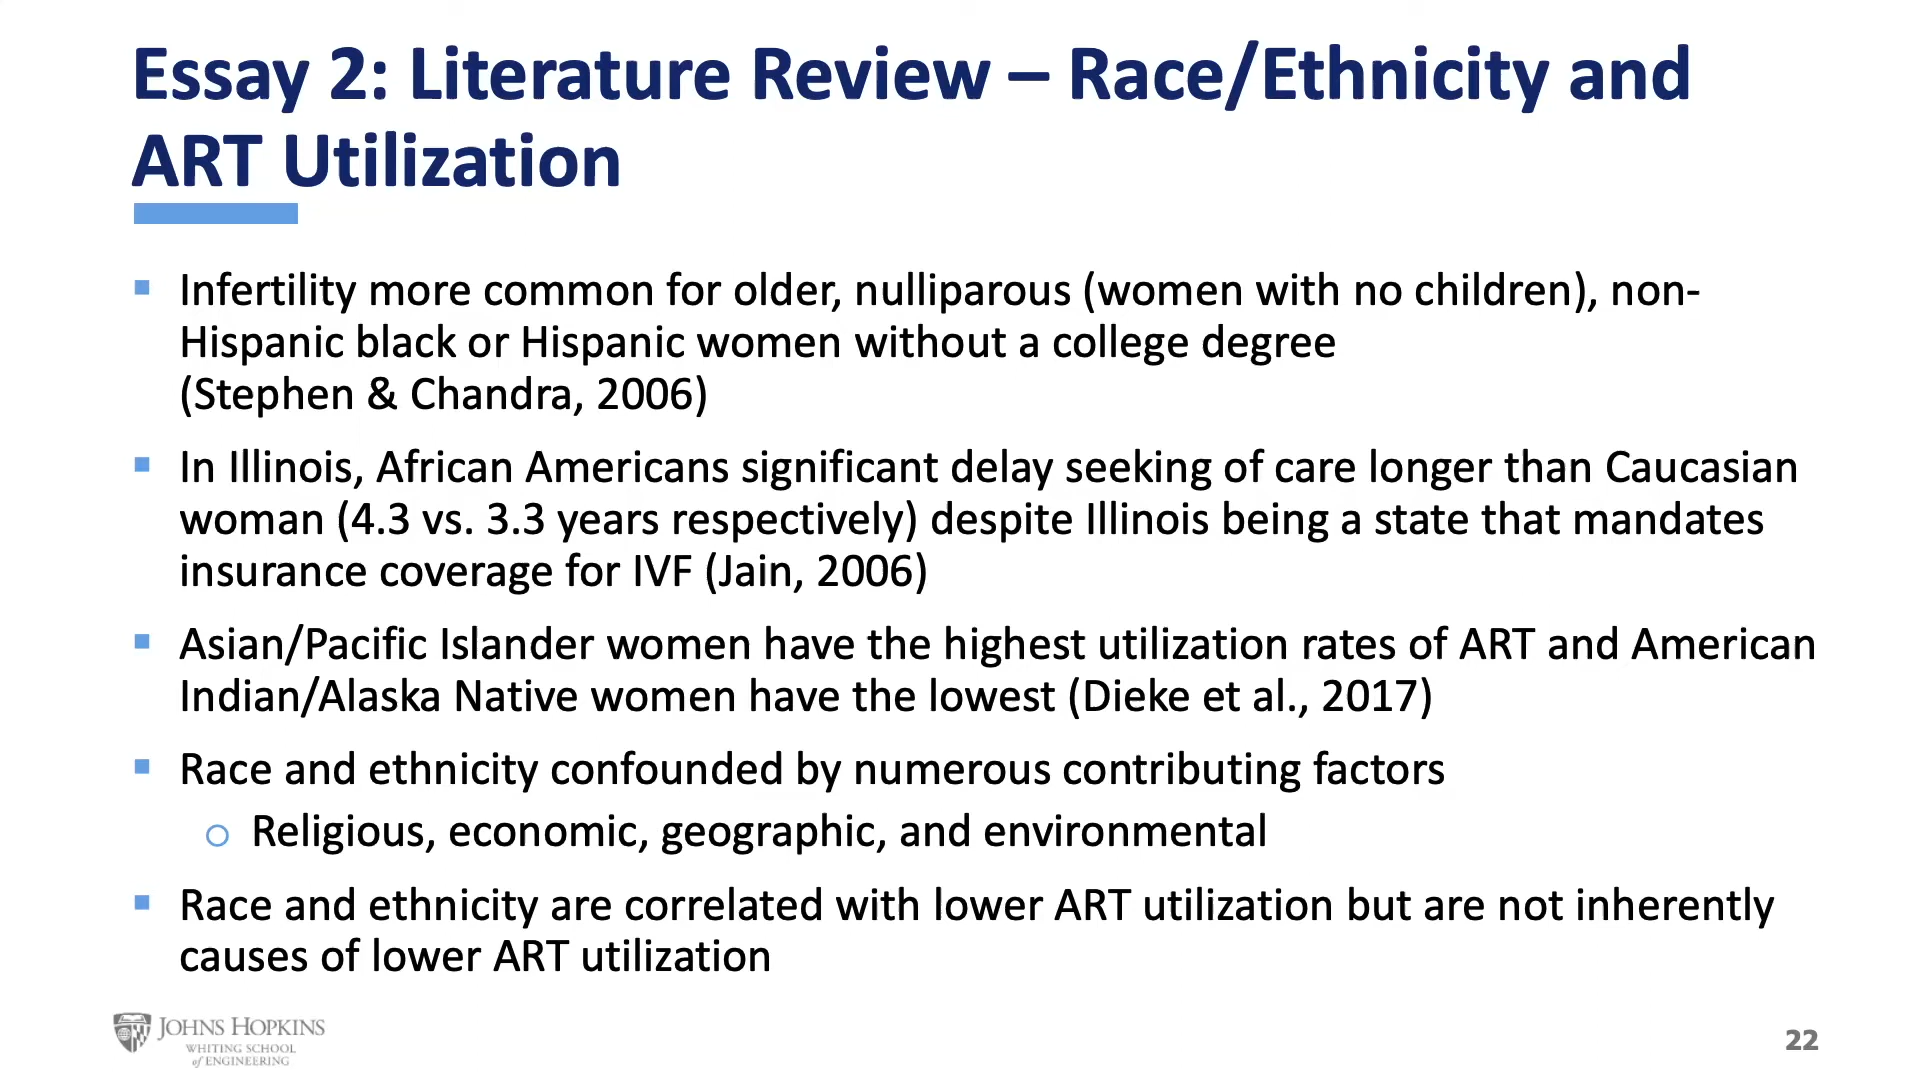 Essay 2: Literature Review – Race/Ethnicity and
ART Utilization
▪ Infertility more common for older, nulliparous (women with no children), non-
Hispanic black or Hispanic women without a college degree
(Stephen & Chandra, 2006)
▪ In Illinois, African Americans significant delay seeking of care longer than Caucasian
woman (4.3 vs. 3.3 years respectively) despite Illinois being a state that mandates
insurance coverage for IVF (Jain, 2006)
▪ Asian/Pacific Islander women have the highest utilization rates of ART and American
Indian/Alaska Native women have the lowest (Dieke et al., 2017)
▪ Race and ethnicity confounded by numerous contributing factors
o Religious, economic, geographic, and environmental
▪ Race and ethnicity are correlated with lower ART utilization but are not inherently
causes of lower ART utilization
JOHNS HOPKINS
WHITING SCHOOL
of ENGINEERING
22